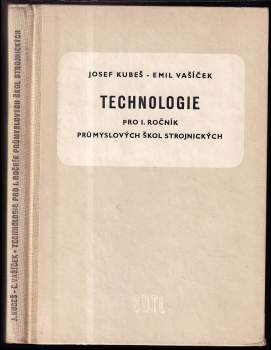 JOSEF KUBEŠ - EMIL VAŠÍČEK
TECHNOLOGIE
PRO I. ROČNÍK
PRŮMYSLOVÝCH ŠKOL STROJNICKÝCH
SNTL
J. KUBEŠ - E. VAŠÍČEK • TECHNOLOGIE PRO I. ROČNÍK PRŮMYSLOVÝCH ŠKOL STROJNICKÝCH